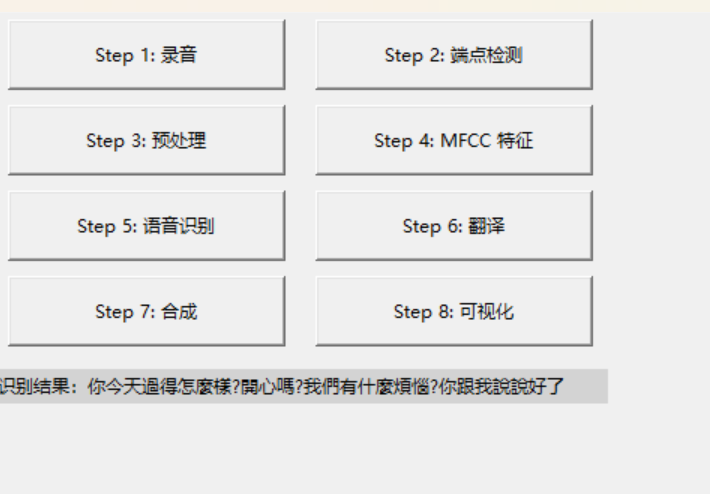 Step 1: 录音
Step 2: 端点检测
Step 3: 预处理
Step 4: MFCC 特征
Step 5: 语音识别
Step 6: 翻译
Step 7: 合成
Step 8: 可视化
识别结果：你今天過得怎麼樣?開心嗎?我們有什麼煩惱?你跟我說說好了